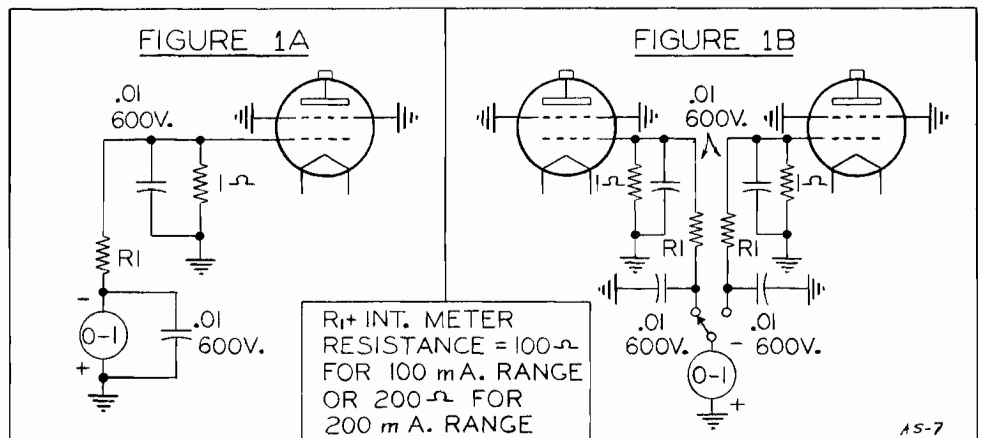 FIGURE 1A
.01
600V.
1Ω
R1
-
0-1
+
.01
600V.
R1+ INT. METER
RESISTANCE = 100Ω
FOR 100 mA. RANGE
OR 200Ω FOR
200 mA. RANGE
FIGURE 1B
.01
600V.
1Ω
1Ω
R1
R1
.01
600V.
.01
600V.
-
0-1
+
AS-7